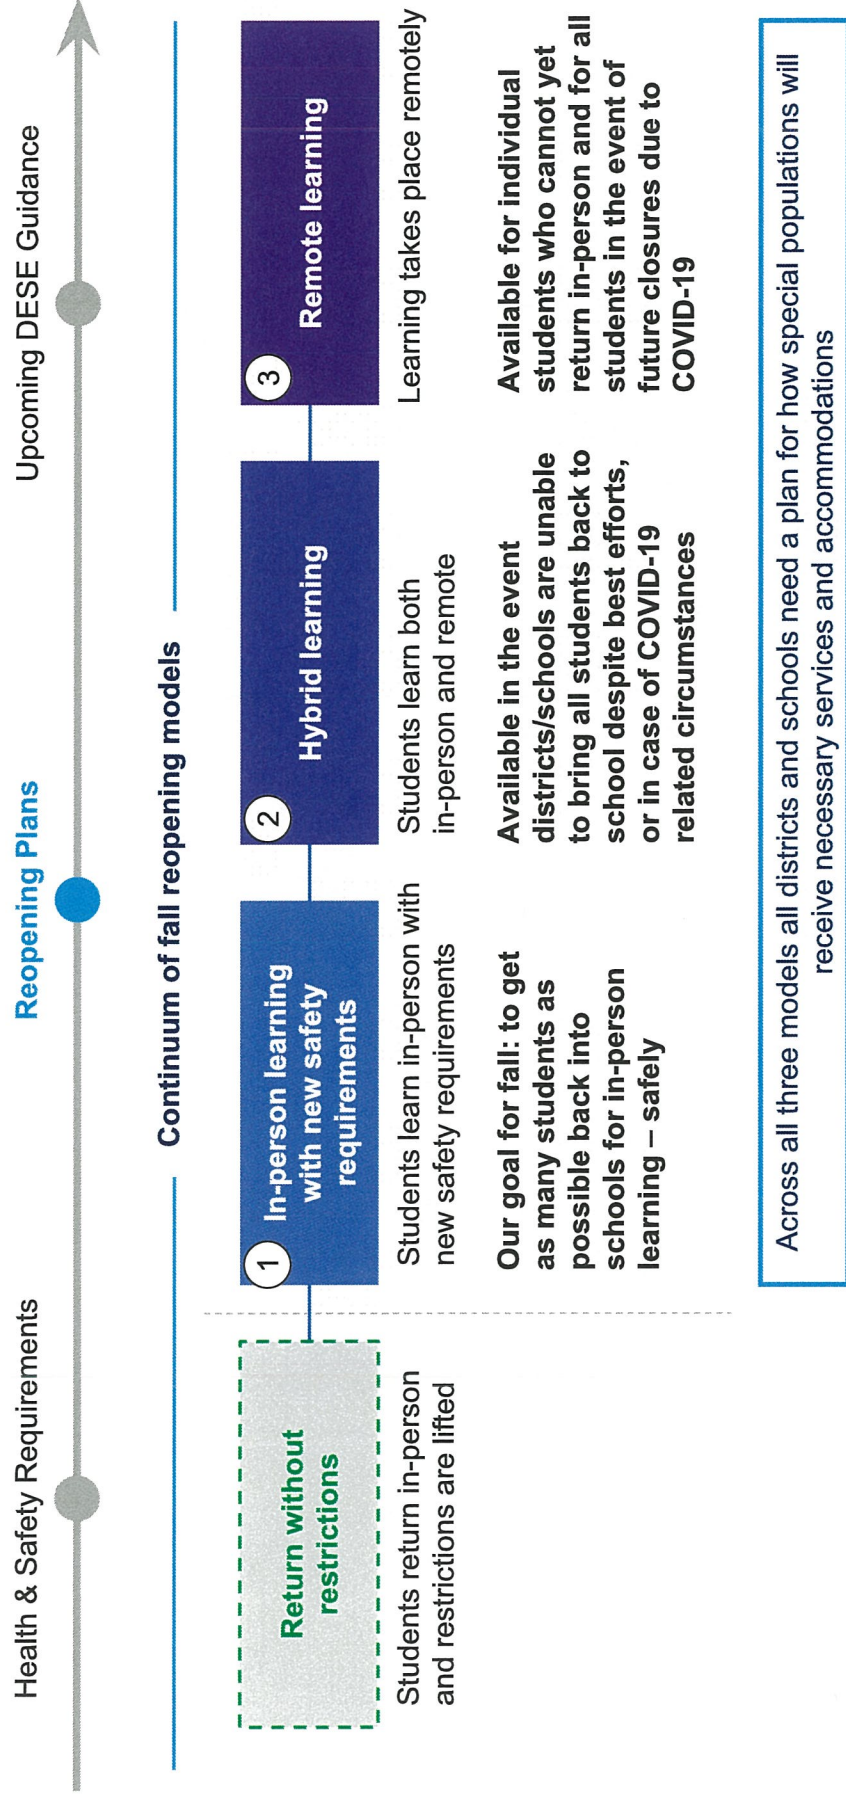 Health & Safety Requirements
Reopening Plans
Upcoming DESE Guidance
Continuum of fall reopening models
Return without
restrictions
Students return in-person
and restrictions are lifted
1
In-person learning
with new safety
requirements
Students learn in-person with
new safety requirements
Our goal for fall: to get
as many students as
possible back into
schools for in-person
learning – safely
2
Hybrid learning
Students learn both
in-person and remote
Available in the event
districts/schools are unable
to bring all students back to
school despite best efforts,
or in case of COVID-19
related circumstances
3
Remote learning
Learning takes place remotely
Available for individual
students who cannot yet
return in-person and for all
students in the event of
future closures due to
COVID-19
Across all three models all districts and schools need a plan for how special populations will
receive necessary services and accommodations